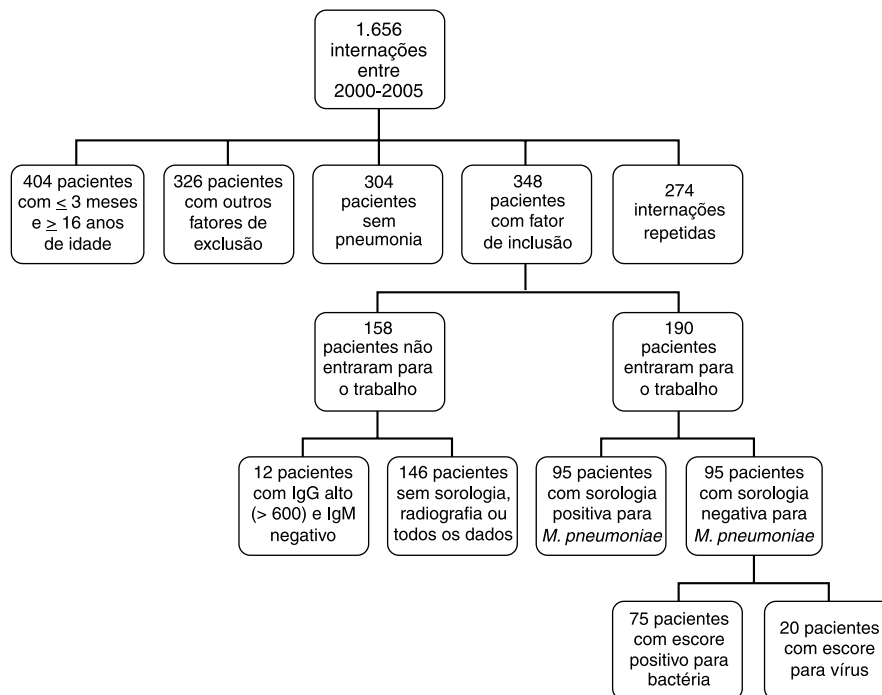 1.656
internações
entre
2000-2005
404 pacientes
com ≤ 3 meses
e ≥ 16 anos
de idade
326 pacientes
com outros
fatores de
exclusão
304
pacientes
sem
pneumonia
348
pacientes
com fator
de inclusão
274
internações
repetidas
158
pacientes não
entraram para
o trabalho
190
pacientes
entraram para
o trabalho
12 pacientes
com IgG alto
(> 600) e IgM
negativo
146 pacientes
sem sorologia,
radiografia ou
todos os dados
95 pacientes
com sorologia
positiva para
M. pneumoniae
95 pacientes
com sorologia
negativa para
M. pneumoniae
75 pacientes
com escore
positivo para
bactéria
20 pacientes
com escore
para vírus